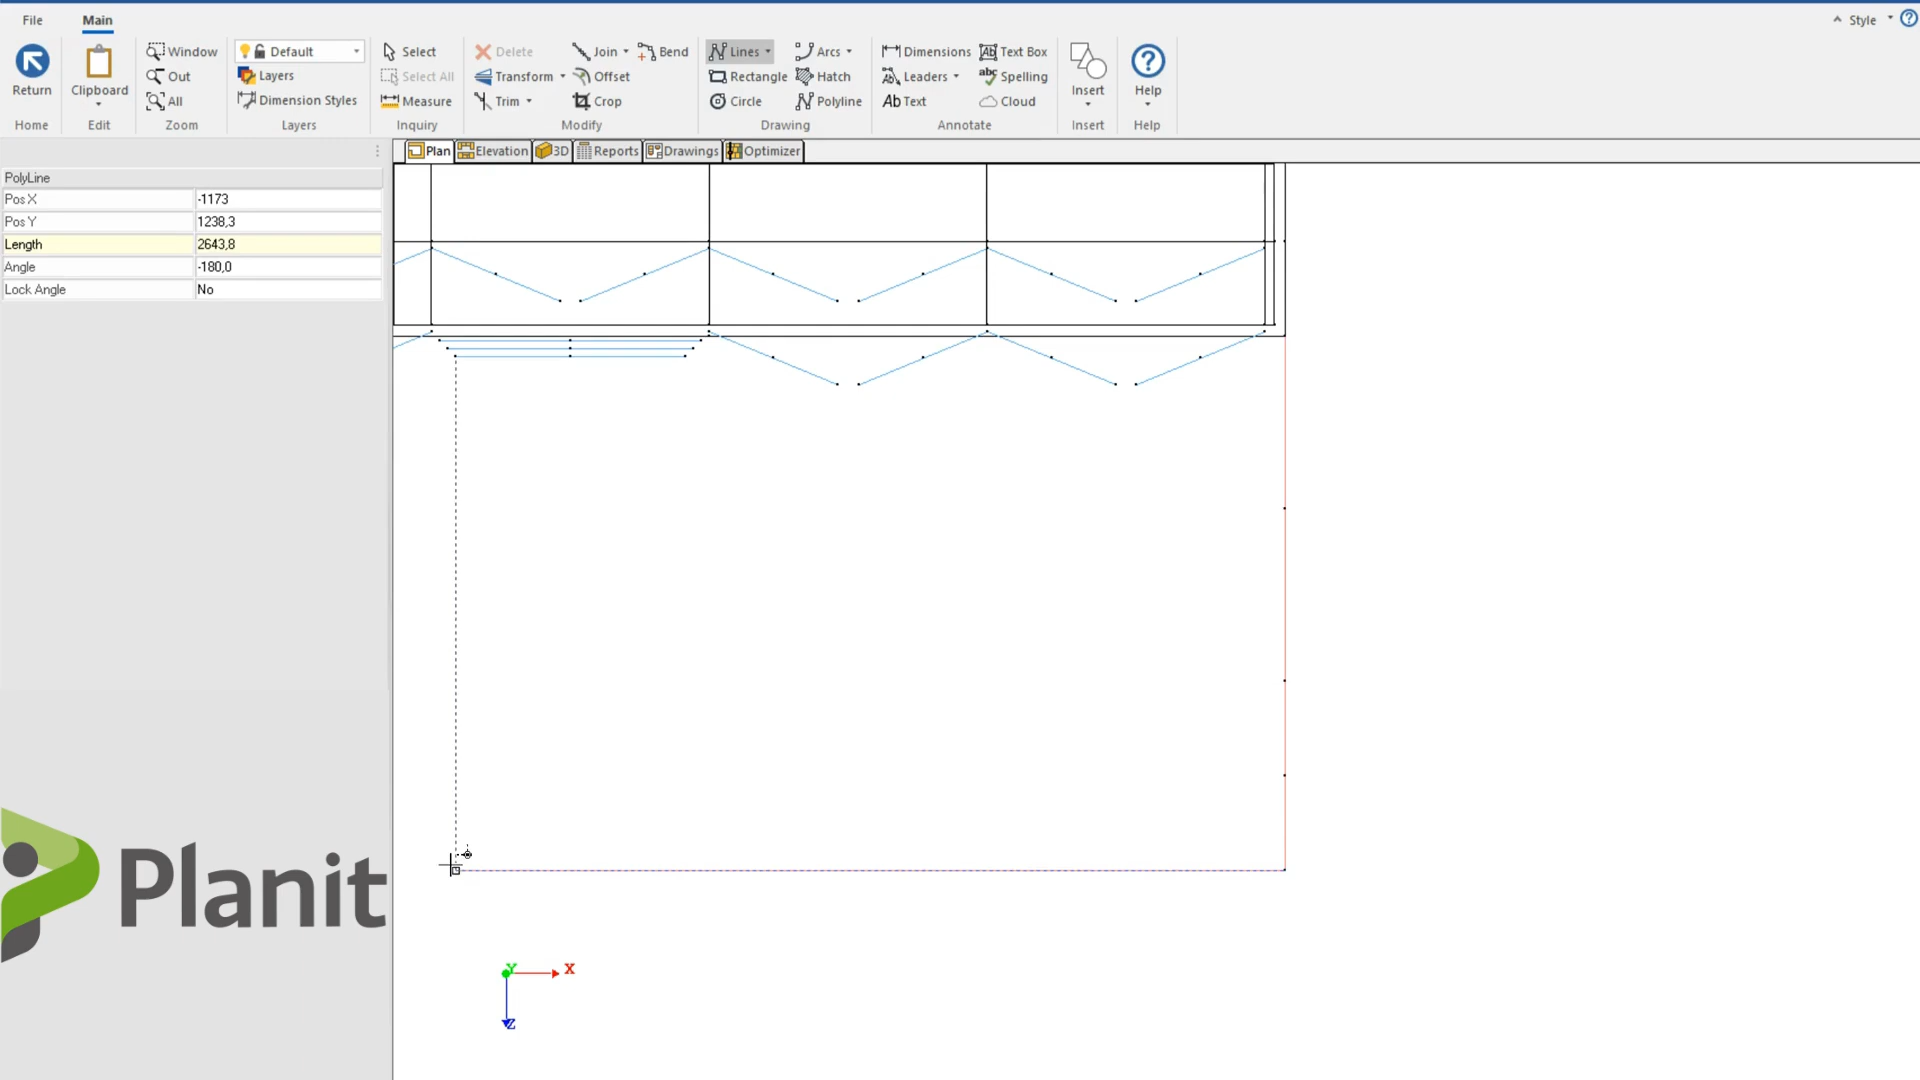 File
Main
Style
Return
Clipboard
Window
Out
All
Default
Layers
Dimension Styles
Select
Select All
Measure
Delete
Transform
Trim
Join
Offset
Crop
Bend
Lines
Rectangle
Circle
Arcs
Hatch
Polyline
Dimensions
Leaders
Ab Text
Text Box
Spelling
Cloud
Insert
Help
Home
Edit
Zoom
Layers
Inquiry
Modify
Drawing
Annotate
Insert
Help
Plan
Elevation
3D
Reports
Drawings
Optimizer
PolyLine
Pos X -1173
Pos Y 1238,3
Length 2643,8
Angle -180,0
Lock Angle No
Planit
Y
X
Z